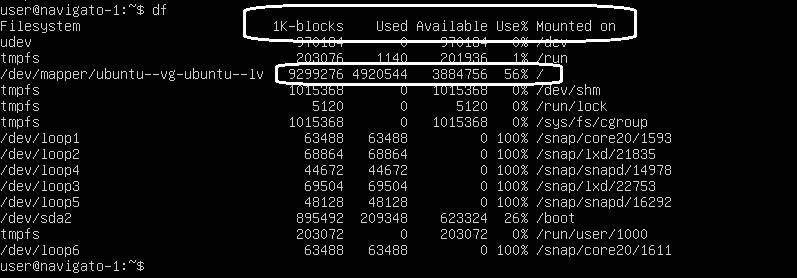 user@navigato-1:~$ df
Filesystem 1K-blocks Used Available Use% Mounted on
udev 970184 0 970184 0% /dev
tmpfs 203076 1140 201936 1% /run
/dev/mapper/ubuntu--vg-ubuntu--lv 9299276 4920544 3884756 56% /
tmpfs 1015368 0 1015368 0% /dev/shm
tmpfs 5120 0 5120 0% /run/lock
tmpfs 1015368 0 1015368 0% /sys/fs/cgroup
/dev/loop1 63488 63488 0 100% /snap/core20/1593
/dev/loop2 68864 68864 0 100% /snap/lxd/21835
/dev/loop4 44672 44672 0 100% /snap/snapd/14978
/dev/loop3 69504 69504 0 100% /snap/lxd/22753
/dev/loop5 48128 48128 0 100% /snap/snapd/16292
/dev/sda2 895492 209348 623324 26% /boot
tmpfs 203072 0 203072 0% /run/user/1000
/dev/loop6 63488 63488 0 100% /snap/core20/1611
user@navigato-1:~$